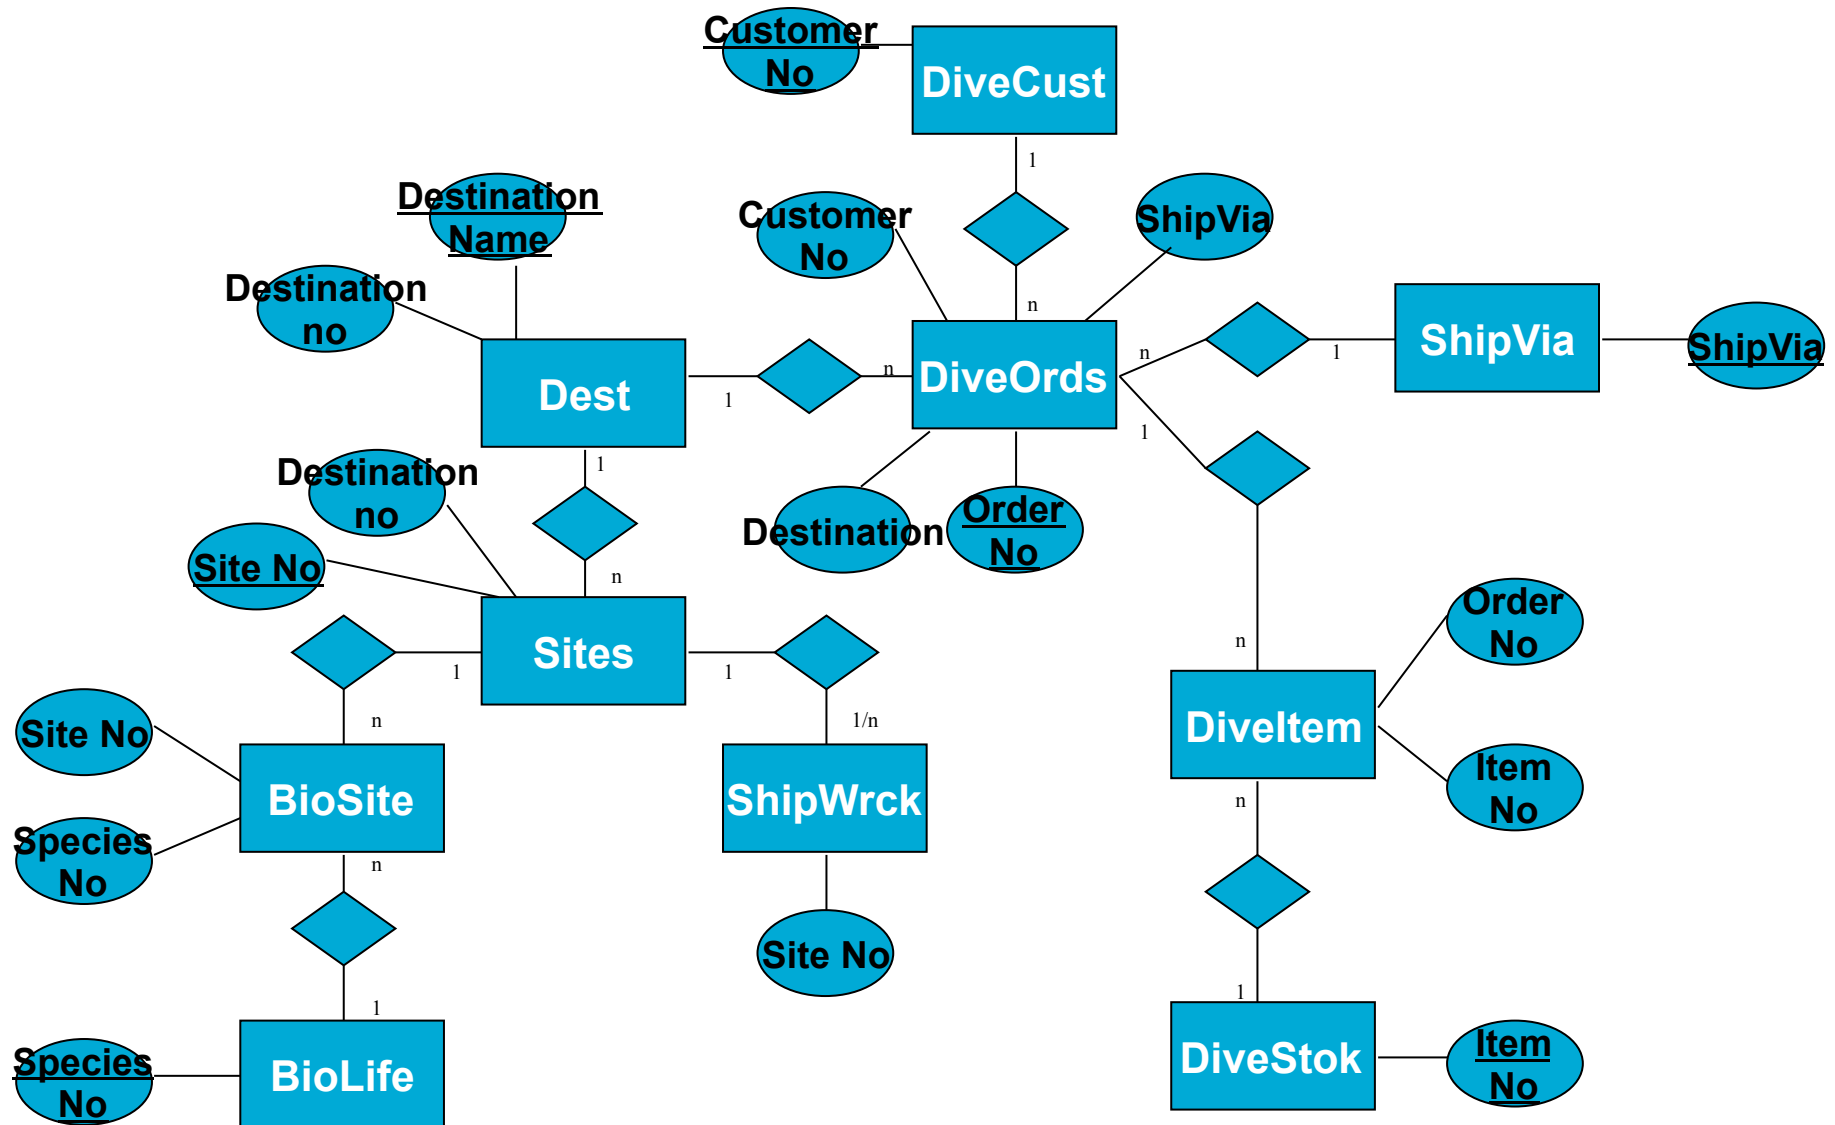 Customer
No
DiveCust
1
Destination
Name
Customer
No
ShipVia
Destination
no
n
Dest
1
n
DiveOrds
n
1
ShipVia
ShipVia
1
1
Destination
no
Destination
Order
No
Site No
n
Sites
1
1
Order
No
n
Site No
n
1/n
DiveItem
Item
No
BioSite
ShipWrck
n
Species
No
n
Site No
1
1
Species
No
BioLife
DiveStok
Item
No